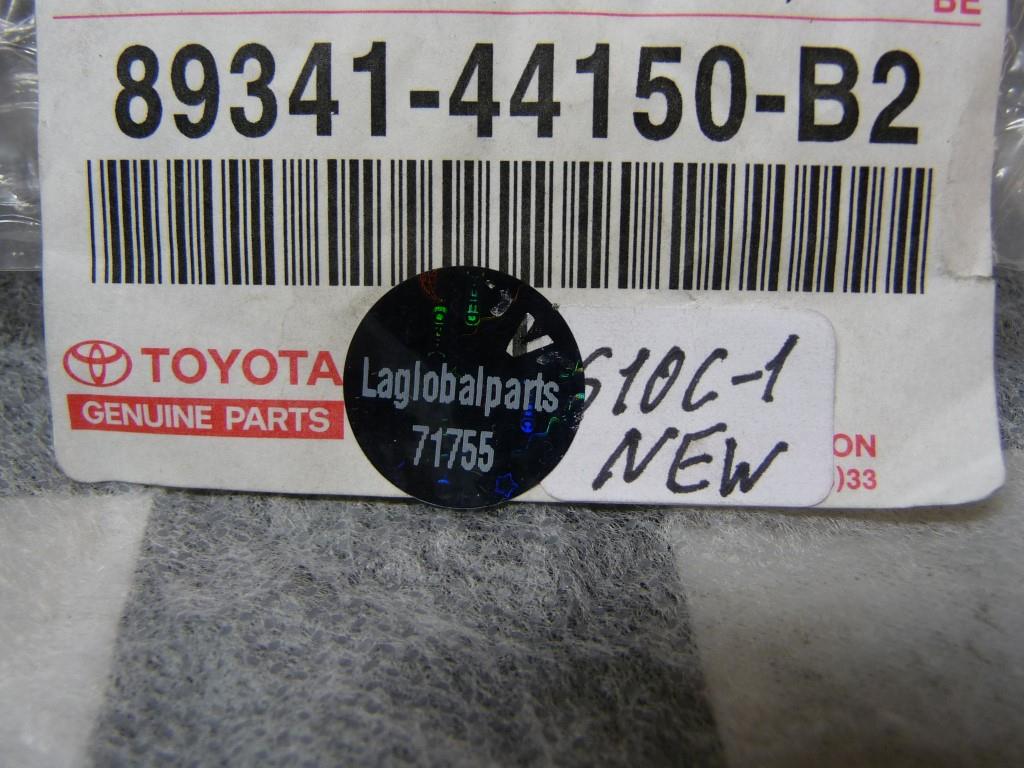 BE
89341-44150-B2
TOYOTA
GENUINE PARTS
Laglobalparts
71755
S10C-1
NEW
ON
)33